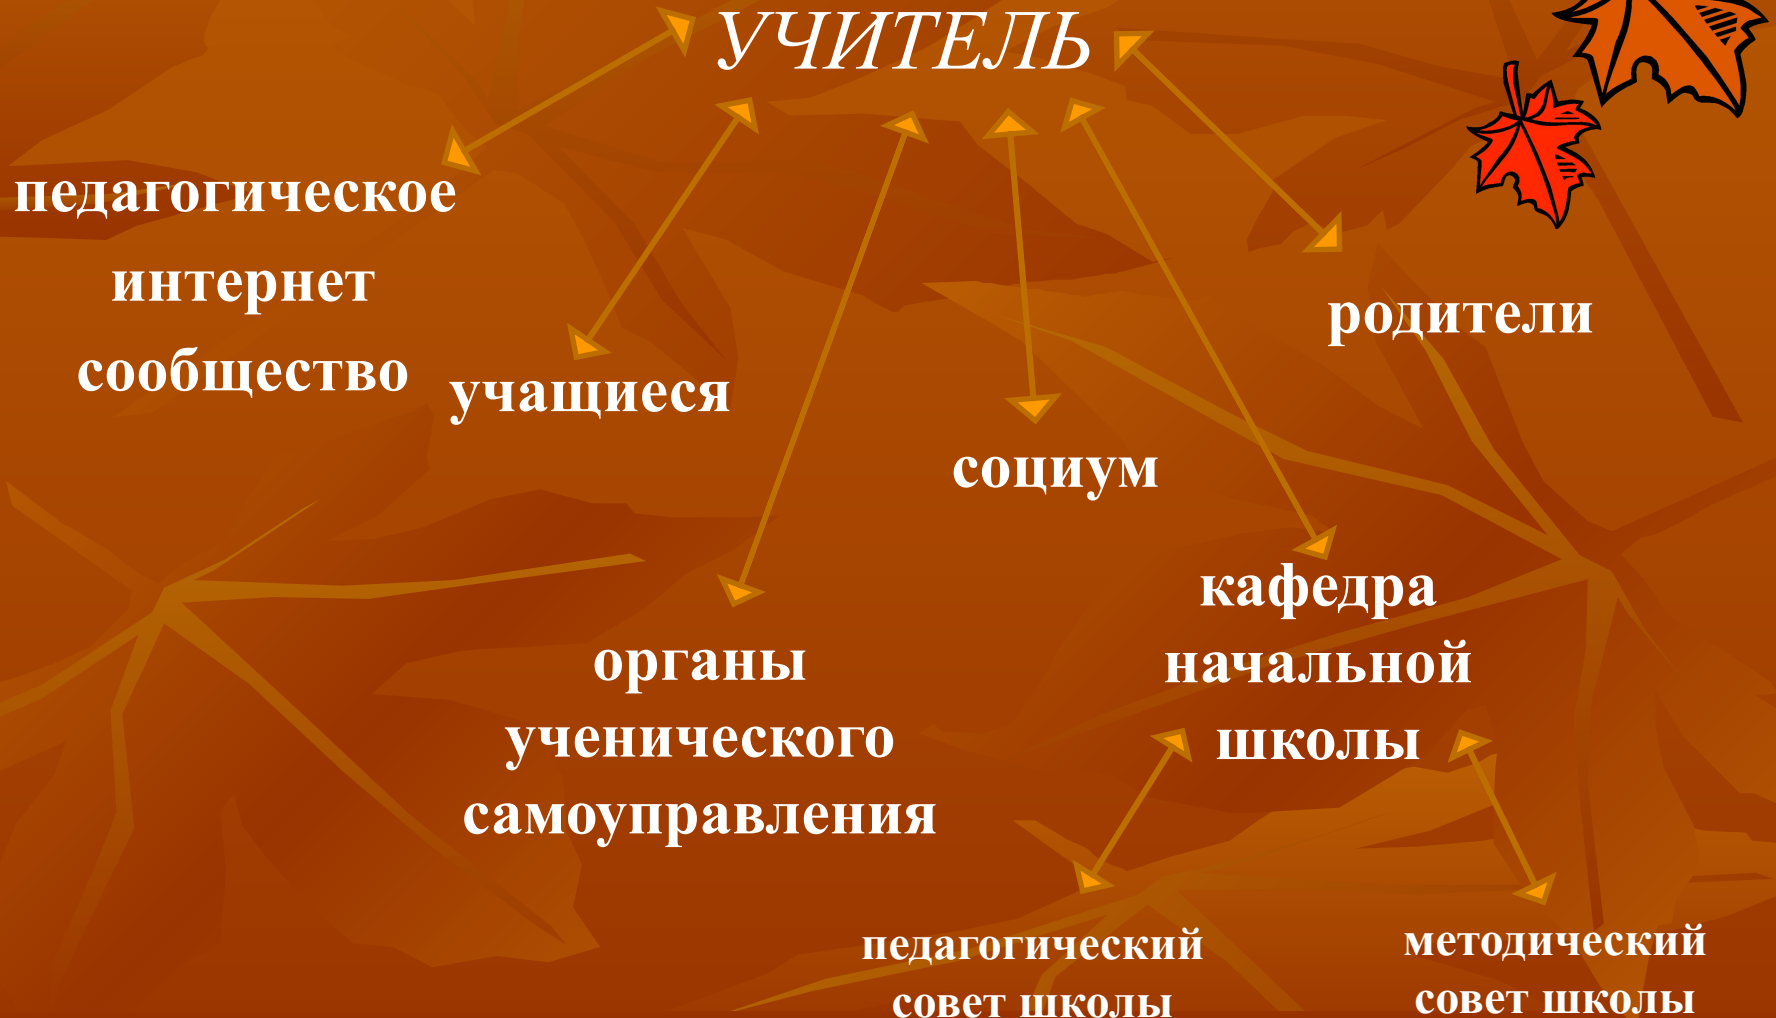 УЧИТЕЛЬ
педагогическое
интернет
сообщество
учащиеся
органы
ученического
самоуправления
социум
кафедра
начальной
школы
родители
педагогический
совет школы
методический
совет школы